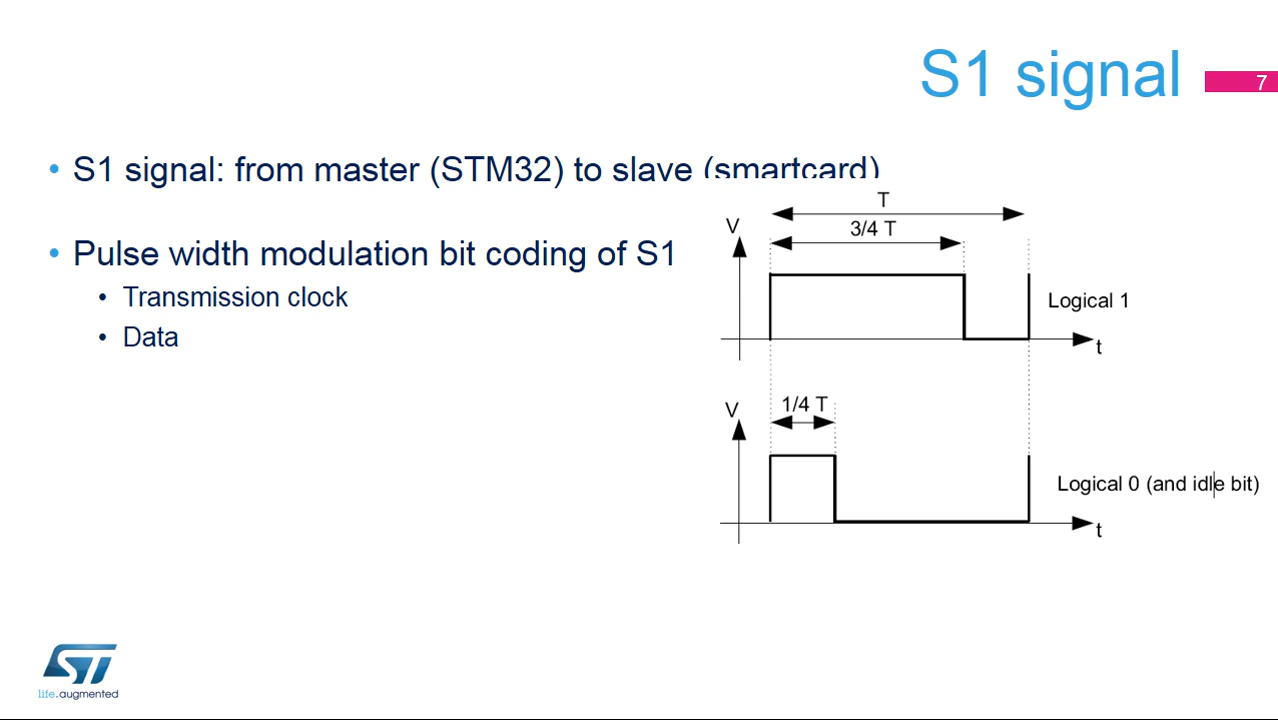 S1 signal
7
• S1 signal: from master (STM32) to slave (smartcard)
• Pulse width modulation bit coding of S1
• Transmission clock
• Data
T
V
3/4 T
Logical 1
t
V
1/4 T
Logical 0 (and idle bit)
t
ST
life.augmented